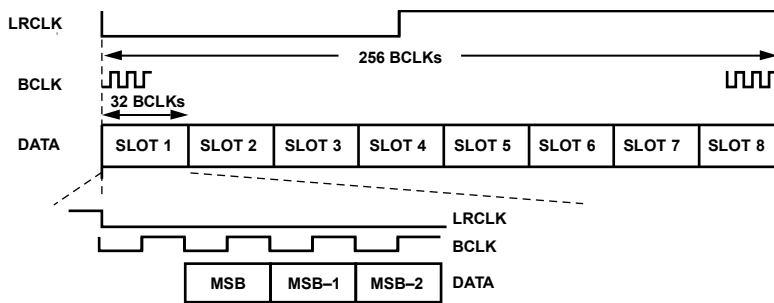 LRCLK
256 BCLKs
BCLK
32 BCLKs
DATA SLOT 1 SLOT 2 SLOT 3 SLOT 4 SLOT 5 SLOT 6 SLOT 7 SLOT 8
LRCLK
BCLK
MSB MSB–1 MSB–2 DATA